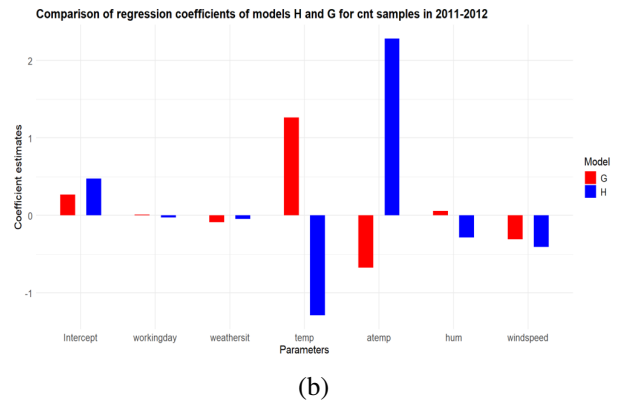 Comparison of regression coefficients of models H and G for cnt samples in 2011-2012
Coefficient estimates
2
1
0
-1
Intercept workingday weathersit temp atemp hum windspeed
Parameters
Model
G
H
(b)